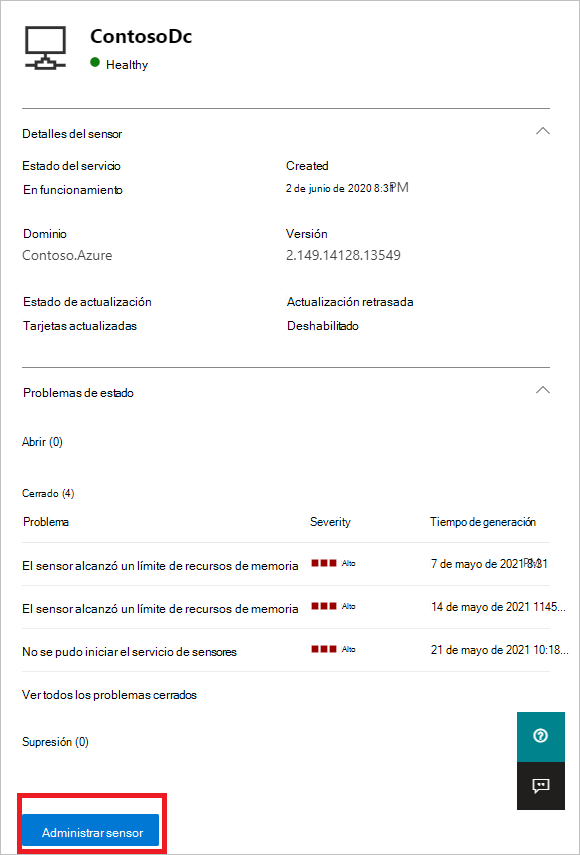 ContosoDc
Healthy
Detalles del sensor
Estado del servicio
Created
En funcionamiento
2 de junio de 2020 8:31 PM
Dominio
Versión
Contoso.Azure
2.149.14128.13549
Estado de actualización
Actualización retrasada
Tarjetas actualizadas
Deshabilitado
Problemas de estado
Abrir (0)
Cerrado (4)
Problema
Severity
Tiempo de generación
El sensor alcanzó un límite de recursos de memoria
Alto
7 de mayo de 2021 8:31 PM
El sensor alcanzó un límite de recursos de memoria
Alto
14 de mayo de 2021 1145...
No se pudo iniciar el servicio de sensores
Alto
21 de mayo de 2021 10:18...
Ver todos los problemas cerrados
Supresión (0)
Administrar sensor